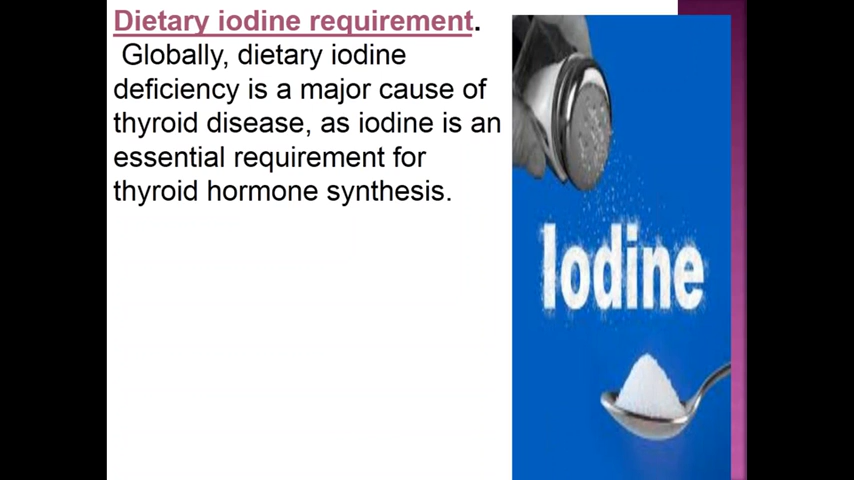 Dietary iodine requirement.
Globally, dietary iodine
deficiency is a major cause of
thyroid disease, as iodine is an
essential requirement for
thyroid hormone synthesis.
Iodine